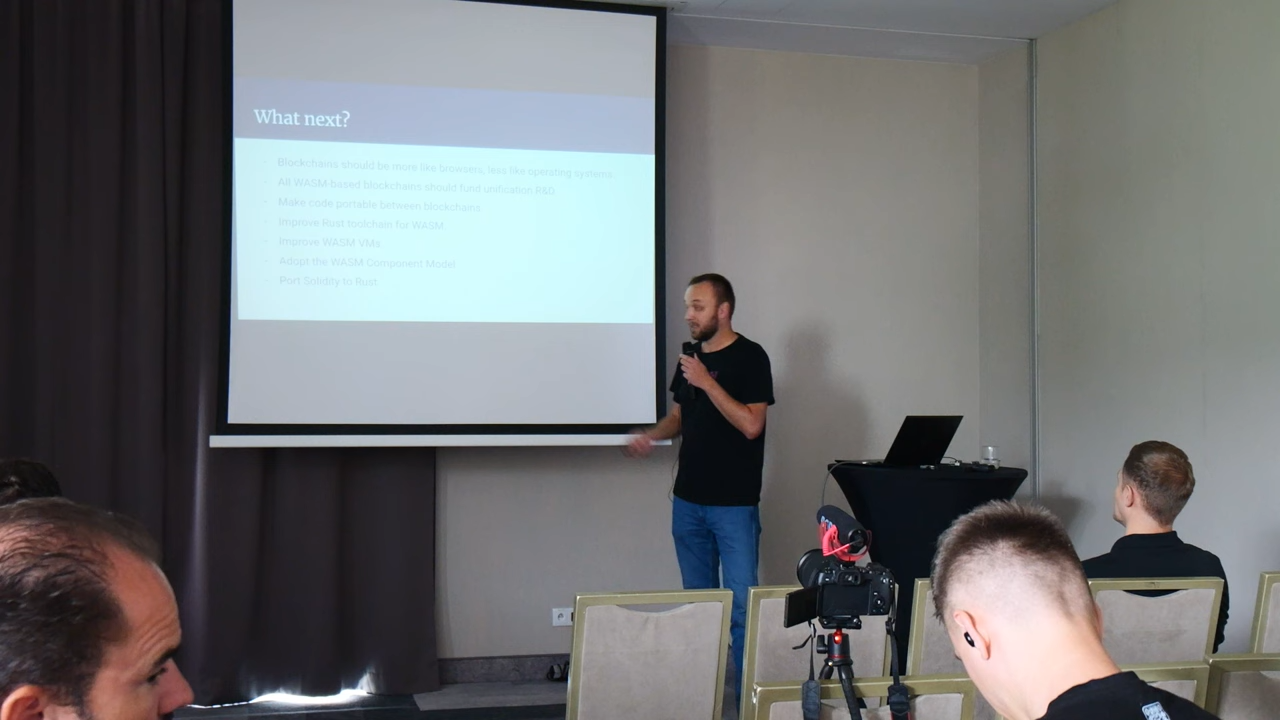 What next?
- Blockchains should be more like browsers, less like operating systems
- All WASM-based blockchains should fund unification R&D
- Make code portable between blockchains
- Improve Rust toolchain for WASM
- Improve WASM VMs
- Adopt the WASM Component Model
- Port Solidity to Rust